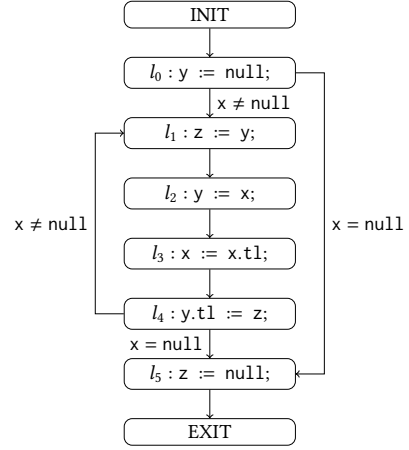 INIT
l₀ : y := null;
x ≠ null
l₁ : z := y;
l₂ : y := x;
x ≠ null
x = null
l₃ : x := x.tl;
l₄ : y.tl := z;
x = null
l₅ : z := null;
EXIT